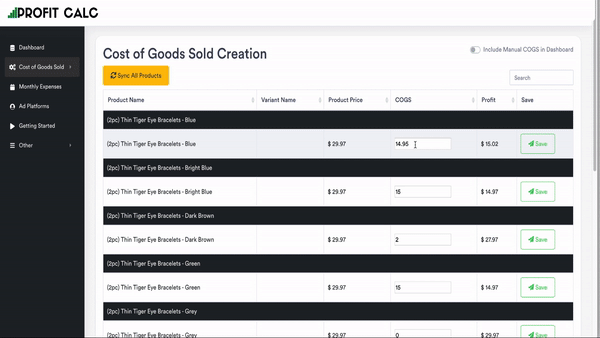 PROFIT CALC
Dashboard
Cost of Goods Sold
Monthly Expenses
Ad Platforms
Getting Started
Other
Cost of Goods Sold Creation
Include Manual COGS in Dashboard
Sync All Products
Search
Product Name Variant Name Product Price COGS Profit Save
(2pc) Thin Tiger Eye Bracelets - Blue
(2pc) Thin Tiger Eye Bracelets - Blue $ 29.97 14.95 $ 15.02 Save
(2pc) Thin Tiger Eye Bracelets - Bright Blue
(2pc) Thin Tiger Eye Bracelets - Bright Blue $ 29.97 15 $ 14.97 Save
(2pc) Thin Tiger Eye Bracelets - Dark Brown
(2pc) Thin Tiger Eye Bracelets - Dark Brown $ 29.97 2 $ 27.97 Save
(2pc) Thin Tiger Eye Bracelets - Green
(2pc) Thin Tiger Eye Bracelets - Green $ 29.97 15 $ 14.97 Save
(2pc) Thin Tiger Eye Bracelets - Grey
(2pc) Thin Tiger Eye Bracelets - Grey $ 29.97 0 $ 29.97 Save